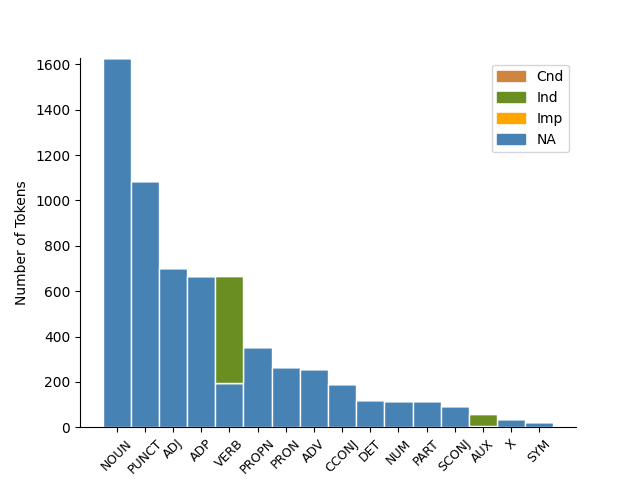 Number of Tokens
1600
1400
1200
1000
800
600
400
200
0
Cnd
Ind
Imp
NA
NOUN
PUNCT
ADJ
ADP
VERB
PROPN
PRON
ADV
CCONJ
DET
NUM
PART
SCONJ
AUX
X
SYM